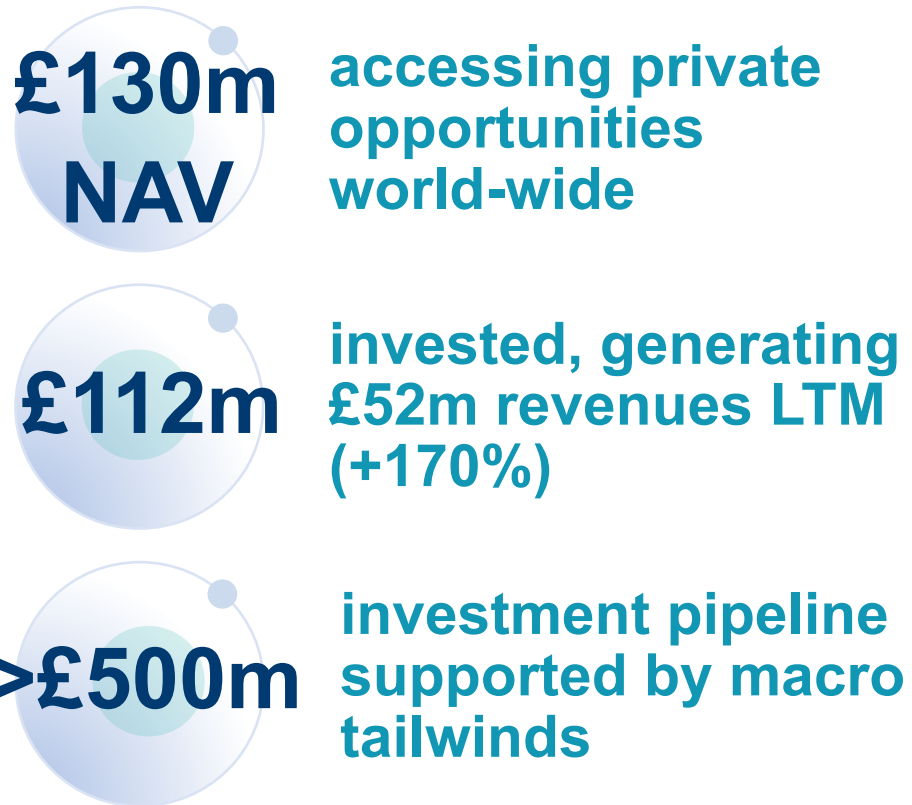 £130m
NAV
accessing private
opportunities
world-wide
£112m
invested, generating
£52m revenues LTM
(+170%)
>£500m
investment pipeline
supported by macro
tailwinds